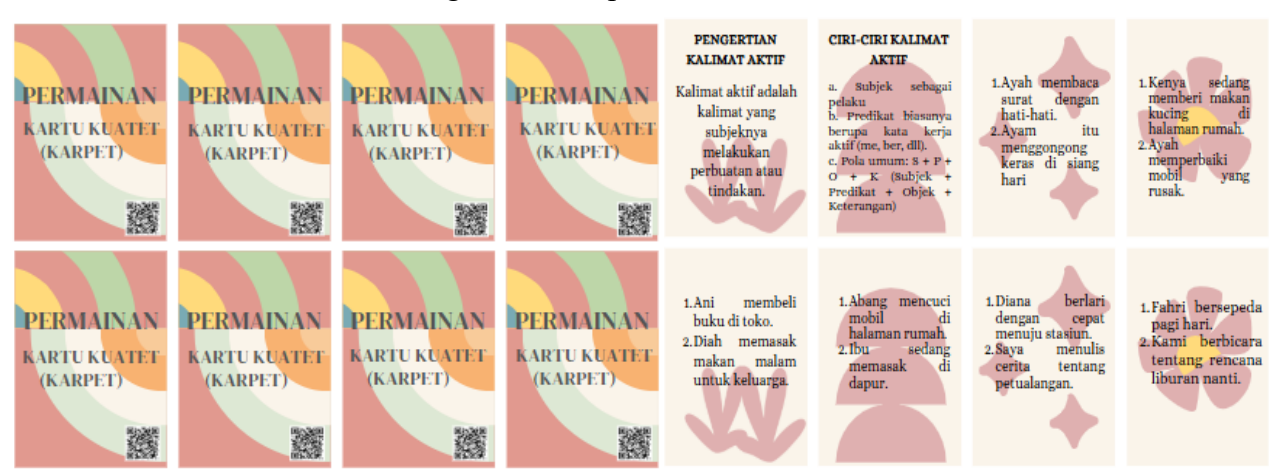 PERMAINAN
KARTU KUATET
(KARPET)
PERMAINAN
KARTU KUATET
(KARPET)
PERMAINAN
KARTU KUATET
(KARPET)
PERMAINAN
KARTU KUATET
(KARPET)
PENGERTIAN
KALIMAT AKTIF
Kalimat aktif adalah
kalimat yang
subjeknya
melakukan
perbuatan atau
tindakan.
CIRI-CIRI KALIMAT
AKTIF
a. Subjek sebagai
pelaku
b. Predikat biasanya
berupa kata kerja
aktif (me, ber, dll).
c. Pola umum: S + P +
O + K (Subjek +
Predikat + Objek +
Keterangan)
1.Ayah membaca
surat dengan
hati-hati.
2.Ayam itu
menggongong
keras di siang
hari
1.Kenya sedang
memberi makan
kucing di
halaman rumah.
2.Ayah
memperbaiki
mobil yang
rusak.
PERMAINAN
KARTU KUATET
(KARPET)
PERMAINAN
KARTU KUATET
(KARPET)
PERMAINAN
KARTU KUATET
(KARPET)
PERMAINAN
KARTU KUATET
(KARPET)
1.Ani membeli
buku di toko.
2.Diah memasak
makan malam
untuk keluarga.
1.Abang mencuci
mobil di
halaman rumah.
2.Ibu sedang
memasak di
dapur.
1.Diana berlari
dengan cepat
menuju stasiun.
2.Saya menulis
cerita tentang
petualangan.
1.Fahri bersepeda
pagi hari.
2.Kami berbicara
tentang rencana
liburan nanti.